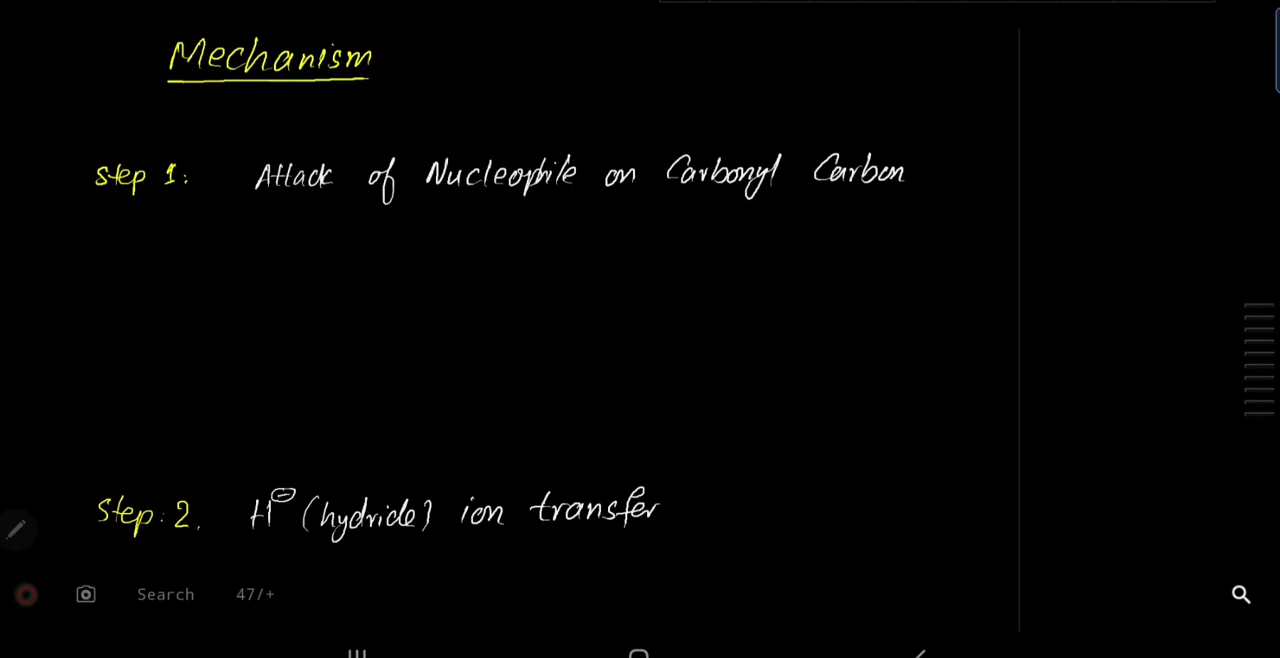 Mechanism
Step 1: Attack of Nucleophile on Carbonyl Carbon
Step: 2. H⊖ (hydride) ion transfer
Search 47/+